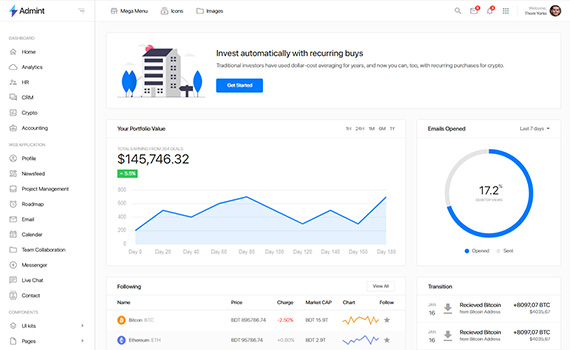 Admint
Mega Menu
Icons
Images
Welcome,
Thom Yorke
DASHBOARD
Home
Analytics
HR
CRM
Crypto
Accounting
WEB APPLICATION
Profile
Newsfeed
Project Management
Roadmap
Email
Calendar
Team Collaboration
Messenger
Live Chat
Contact
COMPONENTS
UI kits
Pages
Invest automatically with recurring buys
Traditional investors have used dollar-cost averaging for years, and now you can, too, with recurring purchases for crypto.
Get Started
Your Portfolio Value
1H 24H 1M 6M 1Y
TOTAL EARNING FROM 254 DEALS
$145,746.32
5.5%
800
600
400
200
0
Day 0 Day 20 Day 40 Day 60 Day 80 Day 100 Day 120 Day 140 Day 160 Day 180
Emails Opened
Last 7 days
17.2%
Opened Sent
Following
View All
Name Price Charge Market CAP Chart Follow
Bitcoin BTC BDT 895786.74 -2.50% BDT 15.9T
Ethereum ETH BDT 895786.74 +0.80% BDT 2.9T
Transition
JAN
16
Recieved Bitcoin
from Bitcoin Address
+8097,07 BTC
$4035,67
JAN
16
Recieved Bitcoin
from Bitcoin Address
+8097,07 BTC
$4035,67